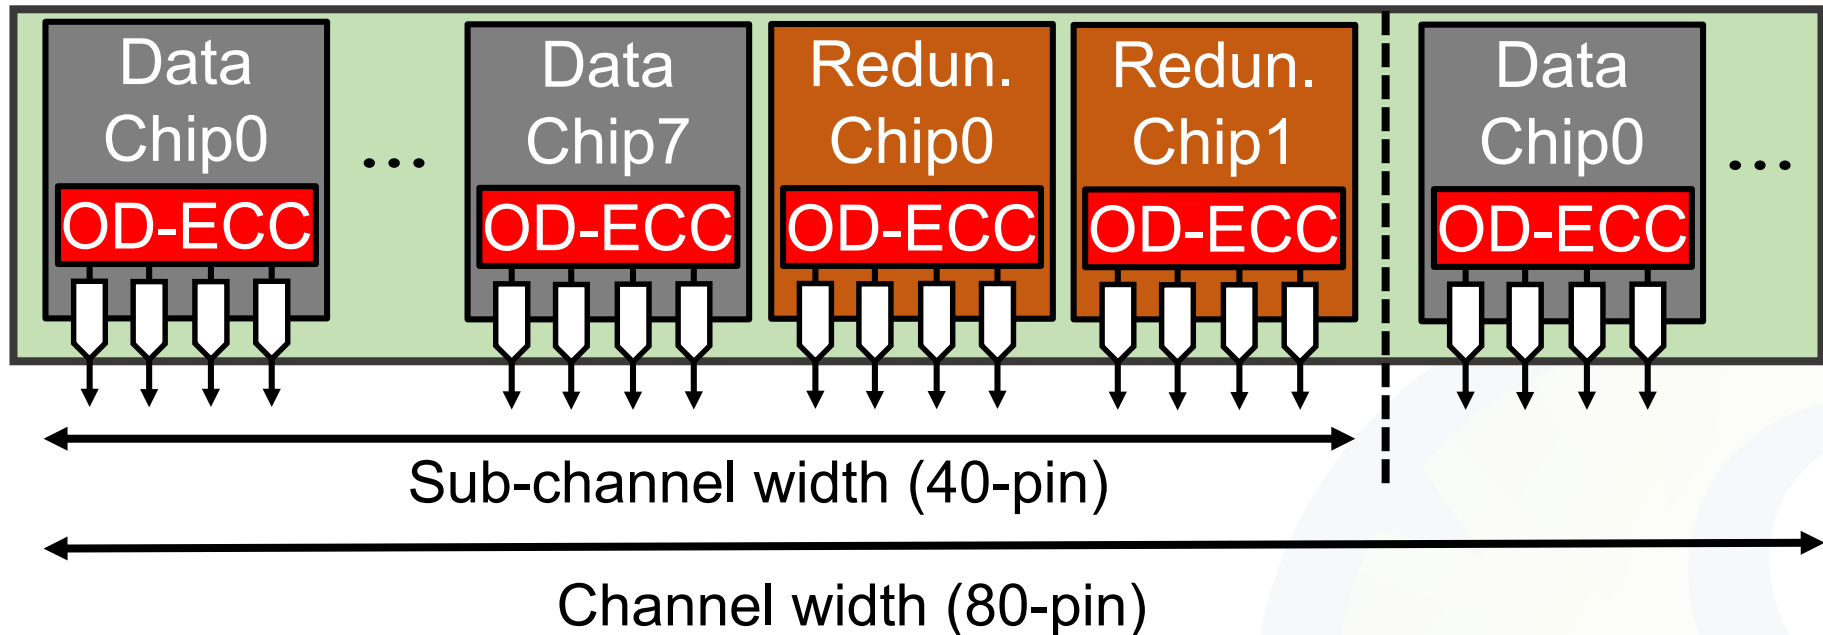 Data
Chip0
OD-ECC
...
Data
Chip7
OD-ECC
Redun.
Chip0
OD-ECC
Redun.
Chip1
OD-ECC
Data
Chip0
OD-ECC
...
Sub-channel width (40-pin)
Channel width (80-pin)